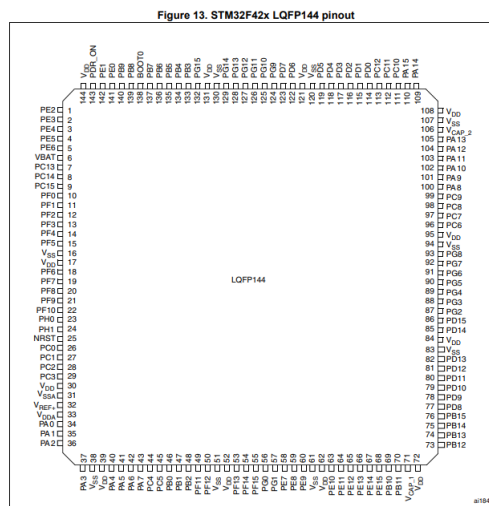 Figure 13. STM32F42x LQFP144 pinout
VDD PDR_ON PE1 PE0 PB9 PB8 BOOT0 PB7 PB6 PB5 PB4 PB3 PG15 VDD VSS PG14 PG13 PG12 PG11 PG10 PG9 PD7 PD6 VDD VSS PD5 PD4 PD3 PD2 PD1 PD0 PC12 PC11 PC10 PA15 PA14
144 143 142 141 140 139 138 137 136 135 134 133 132 131 130 129 128 127 126 125 124 123 122 121 120 119 118 117 116 115 114 113 112 111 110 109
PE2 1
PE3 2
PE4 3
PE5 4
PE6 5
VBAT 6
PC13 7
PC14 8
PC15 9
PF0 10
PF1 11
PF2 12
PF3 13
PF4 14
PF5 15
VSS 16
VDD 17
PF6 18
PF7 19
PF8 20
PF9 21
PF10 22
PH0 23
PH1 24
NRST 25
PC0 26
PC1 27
PC2 28
PC3 29
VDD 30
VSSA 31
VREF+ 32
VDDA 33
PA0 34
PA1 35
PA2 36
LQFP144
108 VDD
107 VSS
106 VCAP_2
105 PA13
104 PA12
103 PA11
102 PA10
101 PA9
100 PA8
99 PC9
98 PC8
97 PC7
96 PC6
95 VDD
94 VSS
93 PG8
92 PG7
91 PG6
90 PG5
89 PG4
88 PG3
87 PG2
86 PD15
85 PD14
84 VDD
83 VSS
82 PD13
81 PD12
80 PD11
79 PD10
78 PD9
77 PD8
76 PB15
75 PB14
74 PB13
73 PB12
37 38 39 40 41 42 43 44 45 46 47 48 49 50 51 52 53 54 55 56 57 58 59 60 61 62 63 64 65 66 67 68 69 70 71 72
PA3 VSS VDD PA4 PA5 PA6 PA7 PC4 PC5 PB0 PB1 PB2 PF11 PF12 VSS VDD PF13 PF14 PF15 PG0 PG1 PE7 PE8 PE9 VSS VDD PE10 PE11 PE12 PE13 PE14 PE15 PB10 PB11 VCAP_1 VDD
ai184